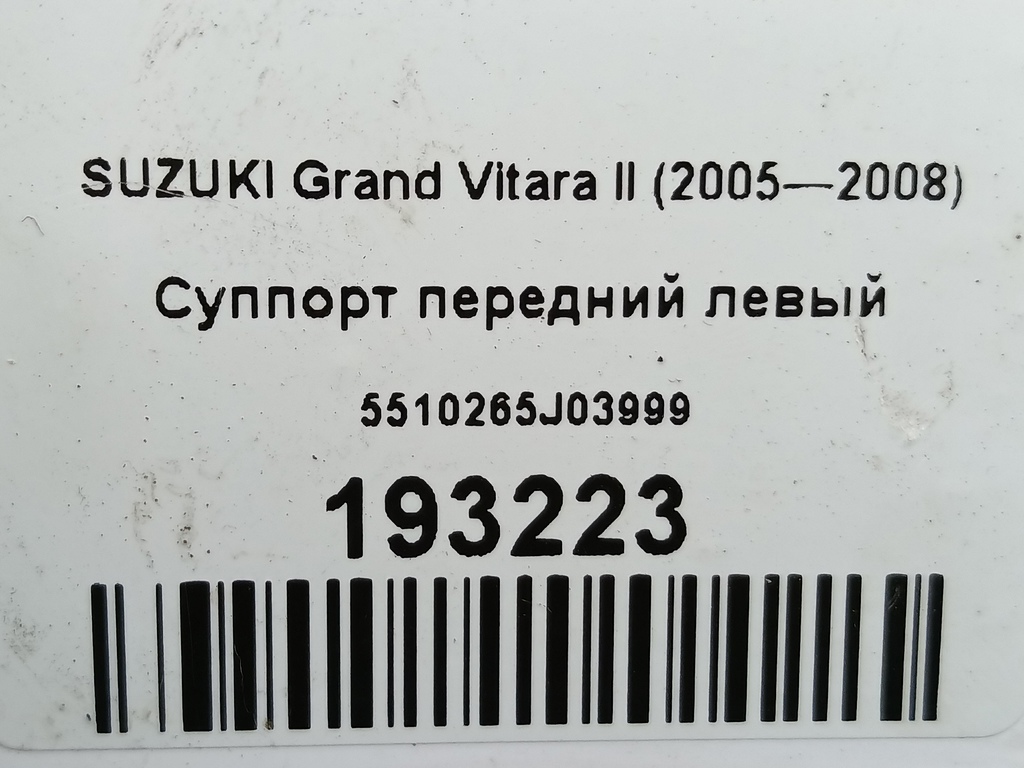 SUZUKI Grand Vitara II (2005—2008)
Суппорт передний левый
5510265J03999
193223